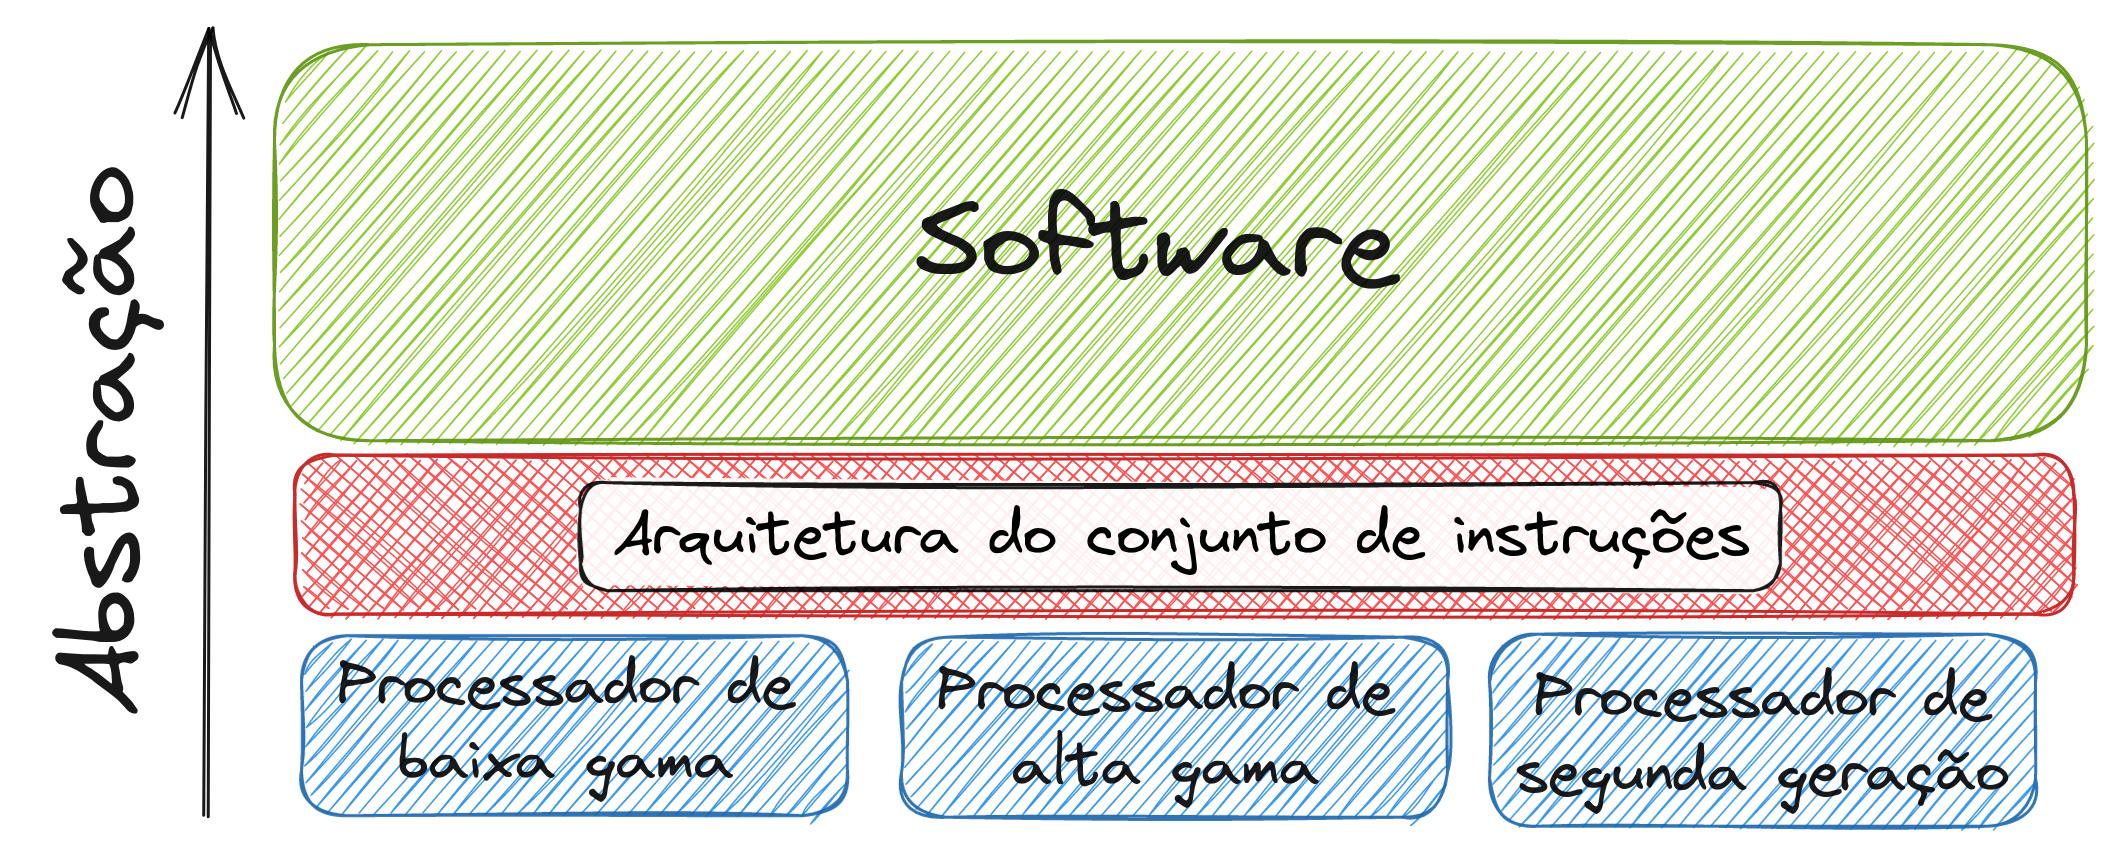 Abstração
Software
Arquitetura do conjunto de instruções
Processador de
baixa gama
Processador de
alta gama
Processador de
segunda geração